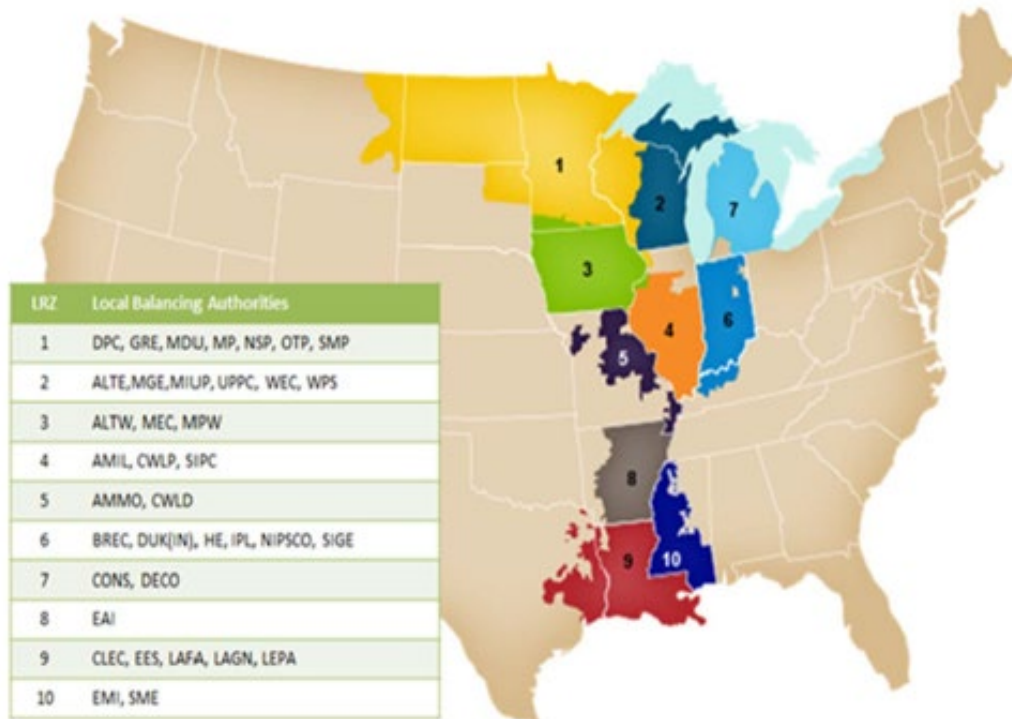 1
2
7
3
4
6
5
8
9
10
LRZ Local Balancing Authorities
1 DPC, GRE, MDU, MP, NSP, OTP, SMP
2 ALTE,MGE,MIUP, UPPC, WEC, WPS
3 ALTW, MEC, MPW
4 AMIL, CWLP, SIPC
5 AMMO, CWLD
6 BREC, DUK(IN), HE, IPL, NIPSCO, SIGE
7 CONS, DECO
8 EAI
9 CLEC, EES, LAFA, LAGN, LEPA
10 EMI, SME